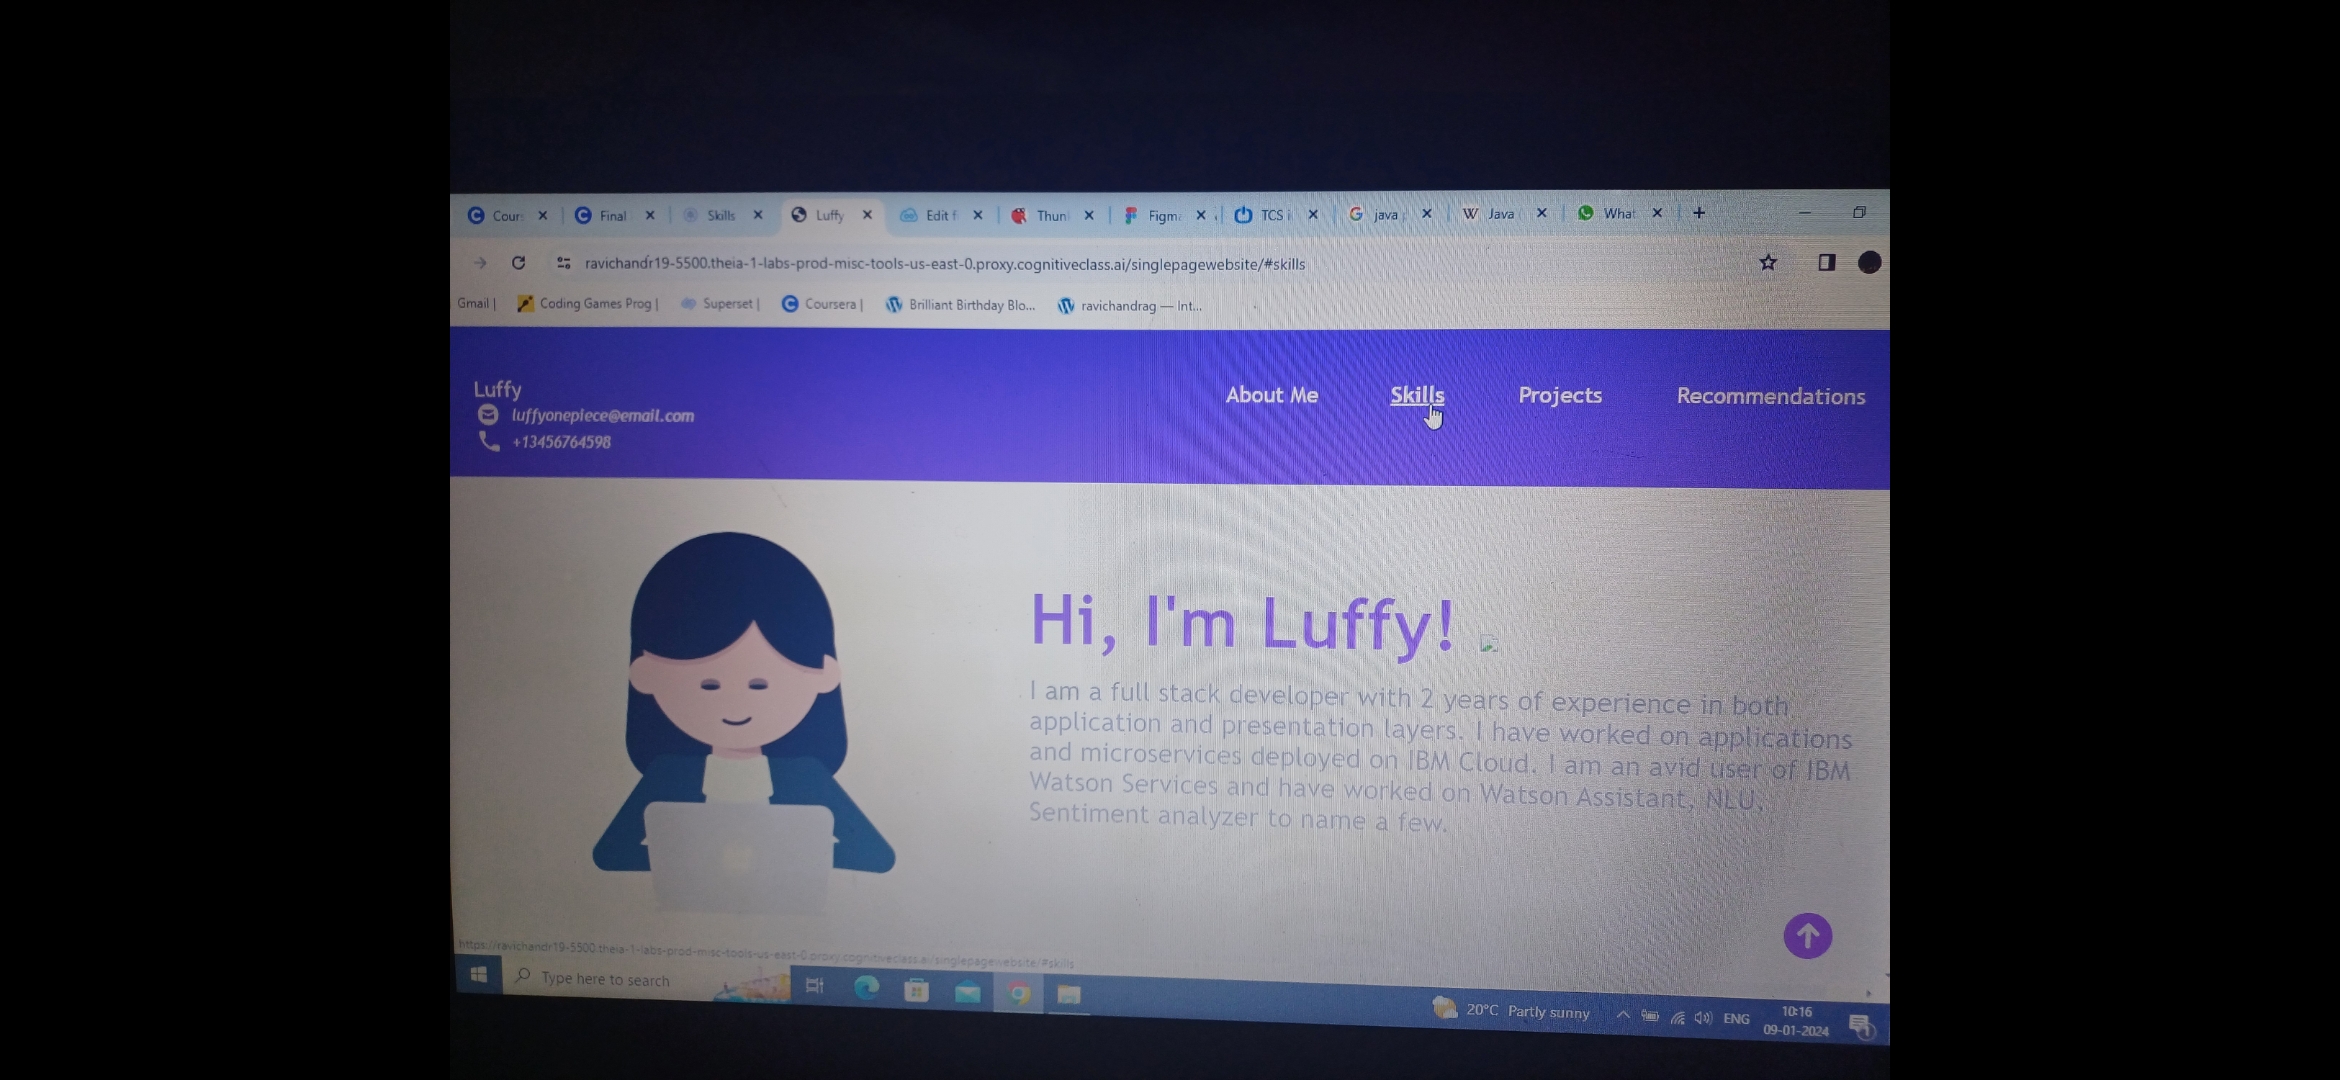 Cour
Final
Skills
Luffy
Edit f
Thun
Figm
TCS i
java
Java
What
ravichandr19-5500.theia-1-labs-prod-misc-tools-us-east-0.proxy.cognitiveclass.ai/singlepagewebsite/#skills
Gmail | Coding Games Prog | Superset | Coursera | Brilliant Birthday Blo... ravichandrag — Int...
Luffy
luffyonepiece@email.com
+13456764598
About Me Skills Projects Recommendations
Hi, I'm Luffy!
I am a full stack developer with 2 years of experience in both
application and presentation layers. I have worked on applications
and microservices deployed on IBM Cloud. I am an avid user of IBM
Watson Services and have worked on Watson Assistant, NLU,
Sentiment analyzer to name a few.
https://ravichandr19-5500.theia-1-labs-prod-misc-tools-us-east-0.proxy.cognitiveclass.ai/singlepagewebsite/#skills
Type here to search
20°C Partly sunny
ENG
10:16
09-01-2024